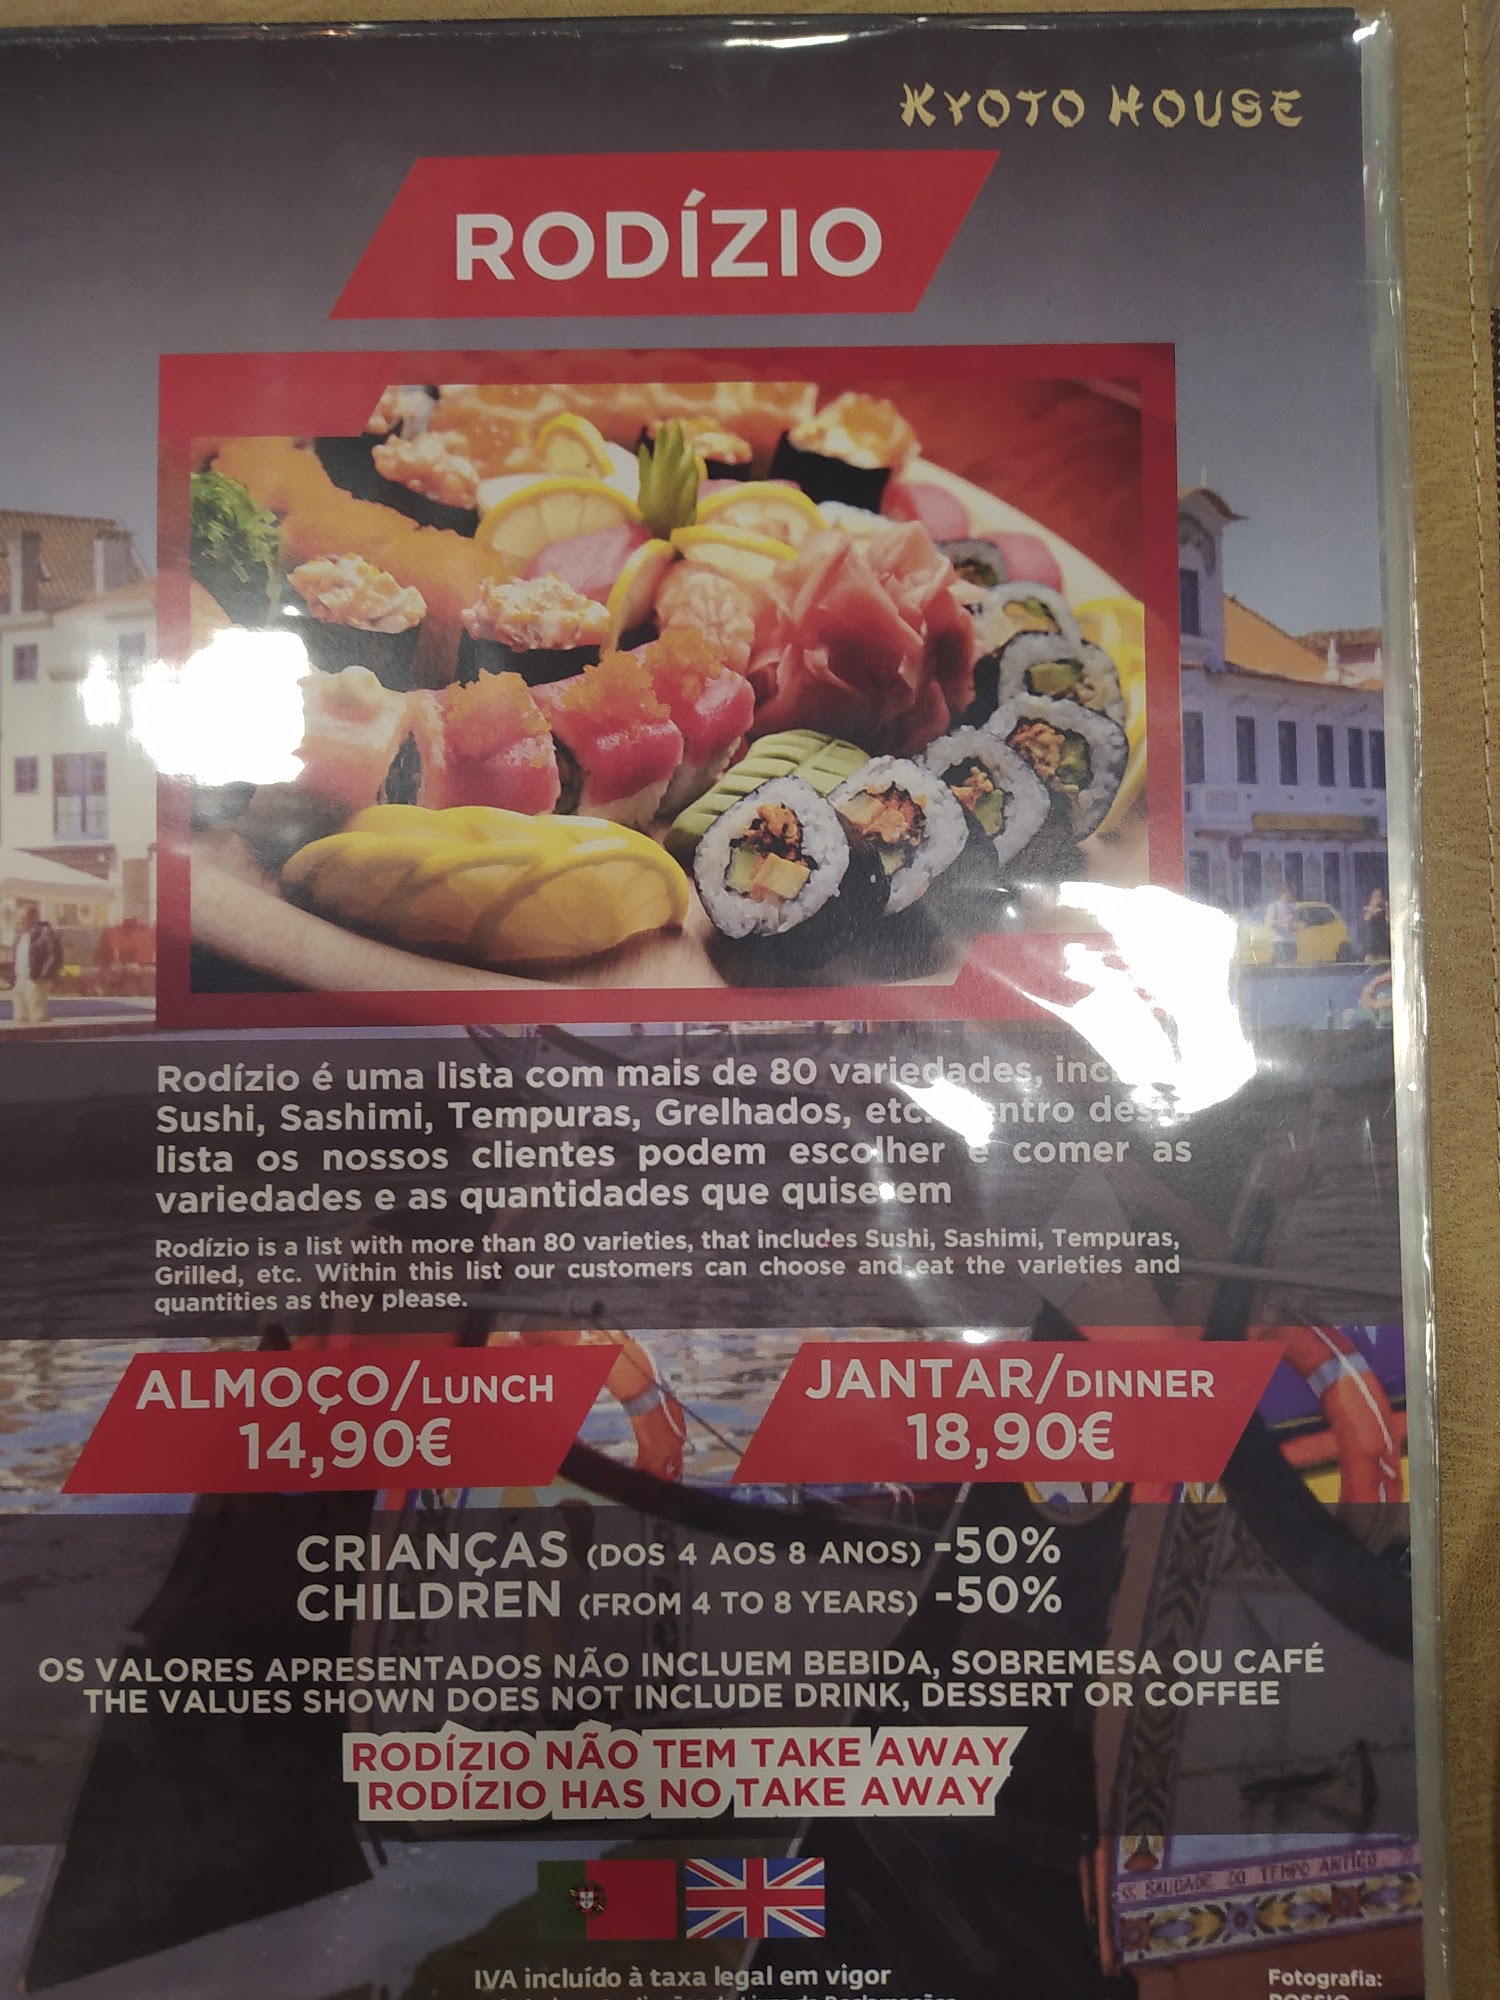 KYOTO HOUSE
RODÍZIO
Rodízio é uma lista com mais de 80 variedades,
Sushi, Sashimi, Tempuras, Grelhados, etc.
lista os nossos clientes podem escolher e comer as
variedades e as quantidades que quiserem
Rodízio is a list with more than 80 varieties, that includes Sushi, Sashimi, Tempuras,
Grilled, etc. Within this list our customers can choose and eat the varieties and
quantities as they please.
ALMOÇO/LUNCH
14,90€
JANTAR/DINNER
18,90€
CRIANÇAS (DOS 4 AOS 8 ANOS) -50%
CHILDREN (FROM 4 TO 8 YEARS) -50%
OS VALORES APRESENTADOS NÃO INCLUEM BEBIDA, SOBREMESA OU CAFÉ
THE VALUES SHOWN DOES NOT INCLUDE DRINK, DESSERT OR COFFEE
RODÍZIO NÃO TEM TAKE AWAY
RODÍZIO HAS NO TAKE AWAY
« SAUDADE DO TEMPO ANTIGO »
IVA incluído à taxa legal em vigor
Fotografia: